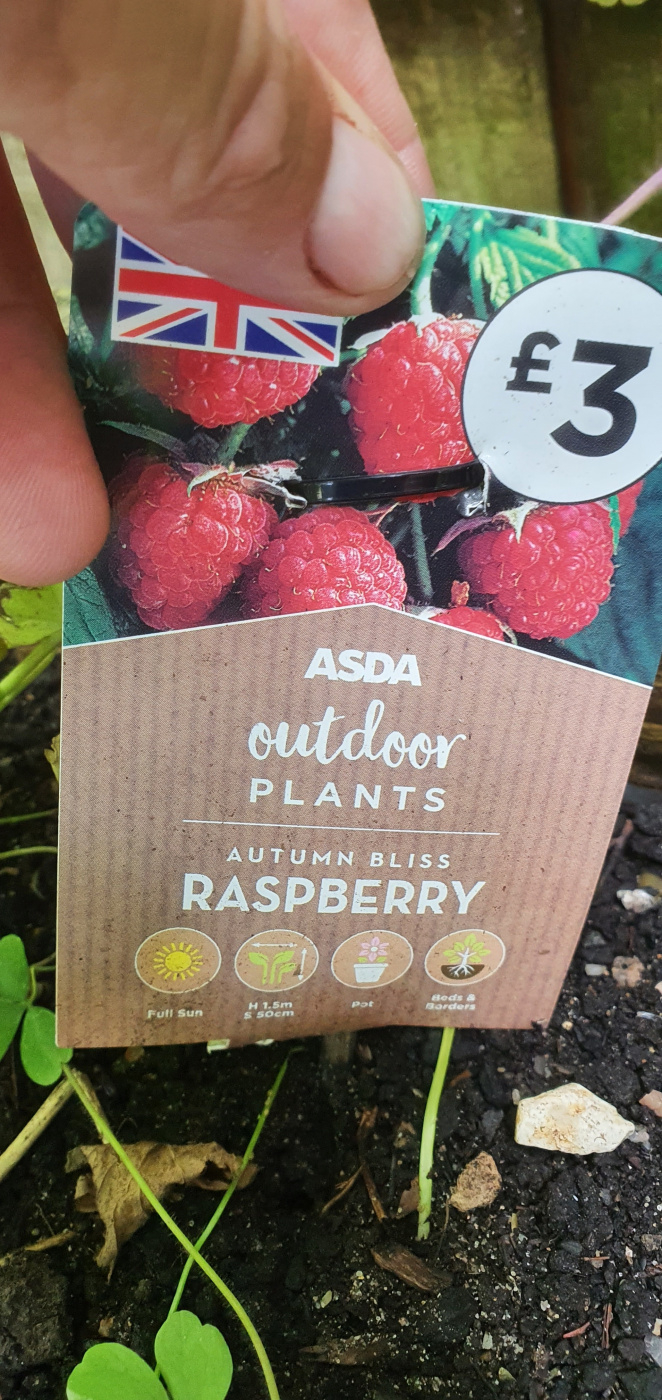 £3
ASDA
outdoor
PLANTS
AUTUMN BLISS
RASPBERRY
Full Sun
H 1.5m
S 50cm
Pot
Beds &
Borders